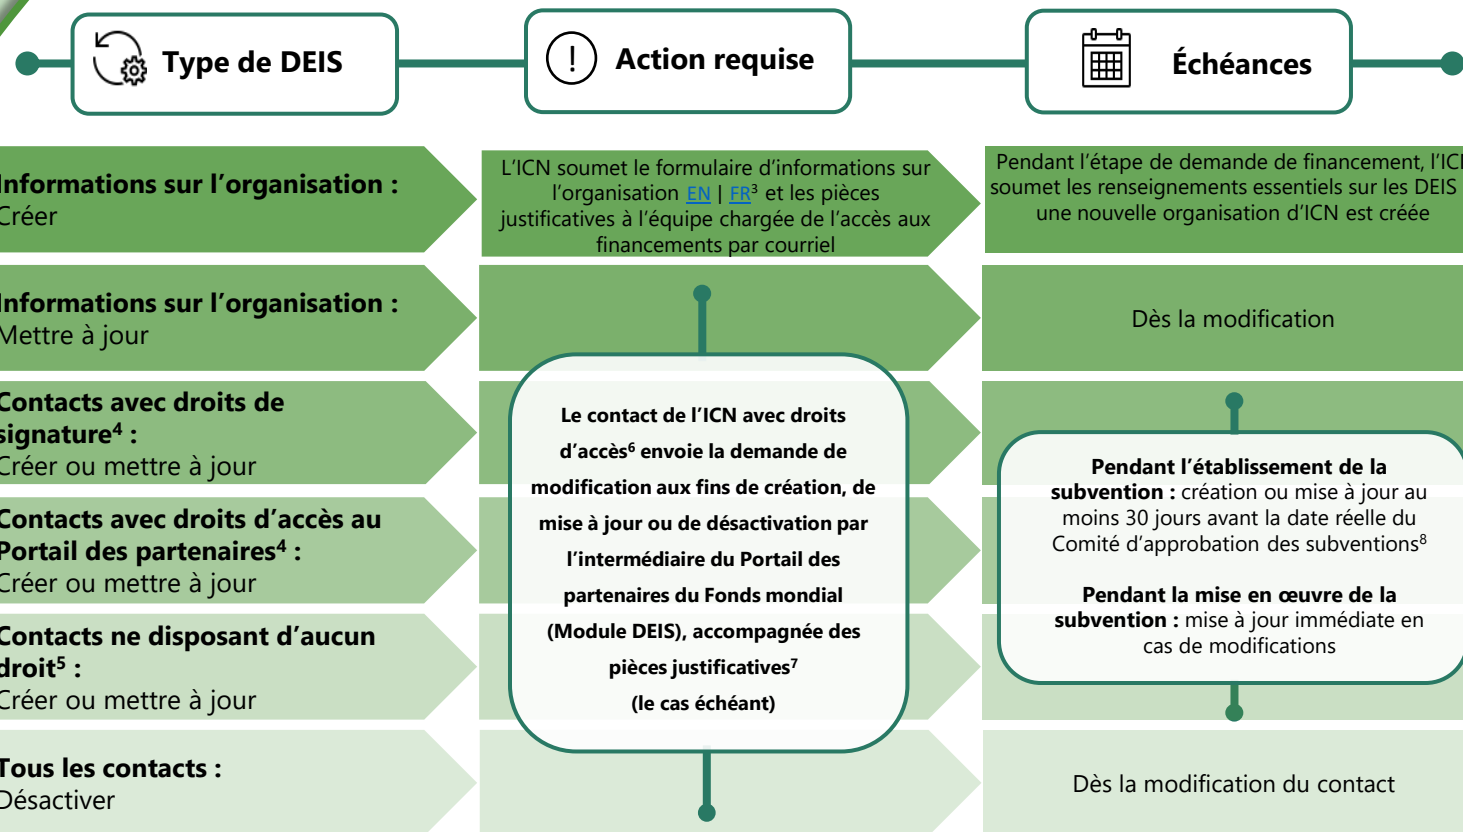 Type de DEIS
Action requise
Échéances
Informations sur l’organisation :
Créer
L’ICN soumet le formulaire d’informations sur
l’organisation EN | FR³ et les pièces
justificatives à l’équipe chargée de l’accès aux
financements par courriel
Pendant l’étape de demande de financement, l’ICN
soumet les renseignements essentiels sur les DEIS
une nouvelle organisation d’ICN est créée
Informations sur l’organisation :
Mettre à jour
Dès la modification
Contacts avec droits de
signature⁴ :
Créer ou mettre à jour
Contacts avec droits d’accès au
Portail des partenaires⁴ :
Créer ou mettre à jour
Contacts ne disposant d’aucun
droit⁵ :
Créer ou mettre à jour
Le contact de l’ICN avec droits
d’accès⁶ envoie la demande de
modification aux fins de création, de
mise à jour ou de désactivation par
l’intermédiaire du Portail des
partenaires du Fonds mondial
(Module DEIS), accompagnée des
pièces justificatives⁷
(le cas échéant)
Pendant l’établissement de la
subvention : création ou mise à jour au
moins 30 jours avant la date réelle du
Comité d’approbation des subventions⁸
Pendant la mise en œuvre de la
subvention : mise à jour immédiate en
cas de modifications
Tous les contacts :
Désactiver
Dès la modification du contact